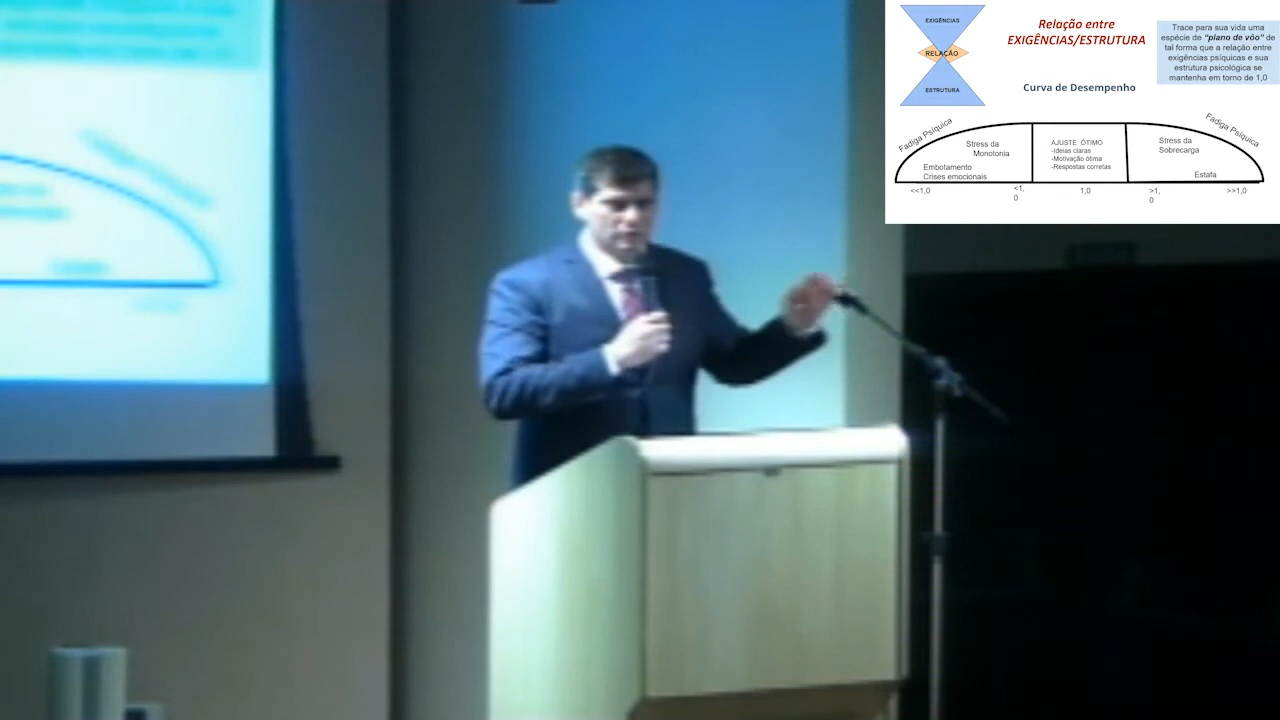 EXIGÊNCIAS
RELAÇÃO
ESTRUTURA
Relação entre
EXIGÊNCIAS/ESTRUTURA
Curva de Desempenho
Trace para sua vida uma
espécie de "plano de vôo" de
tal forma que a relação entre
exigências psíquicas e sua
estrutura psicológica se
mantenha em torno de 1,0
Fadiga Psíquica
Stress da
Monotonia
Embotamento
Crises emocionais
AJUSTE ÓTIMO
-Ideias claras
-Motivação ótima
-Respostas corretas
Stress da
Sobrecarga
Estafa
Fadiga Psíquica
<<1,0
<1,
0
1,0
>1,
0
>>1,0